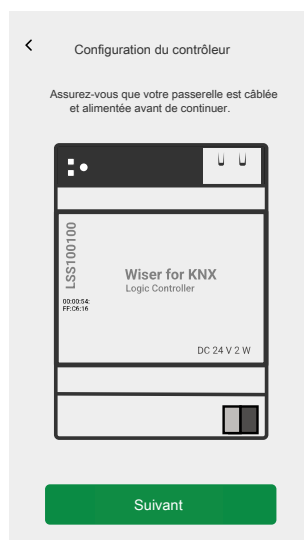 Configuration du contrôleur
Assurez-vous que votre passerelle est câblée
et alimentée avant de continuer.
LSS100100
Wiser for KNX
Logic Controller
00:00:54:
FF:C6:16
DC 24 V 2 W
Suivant